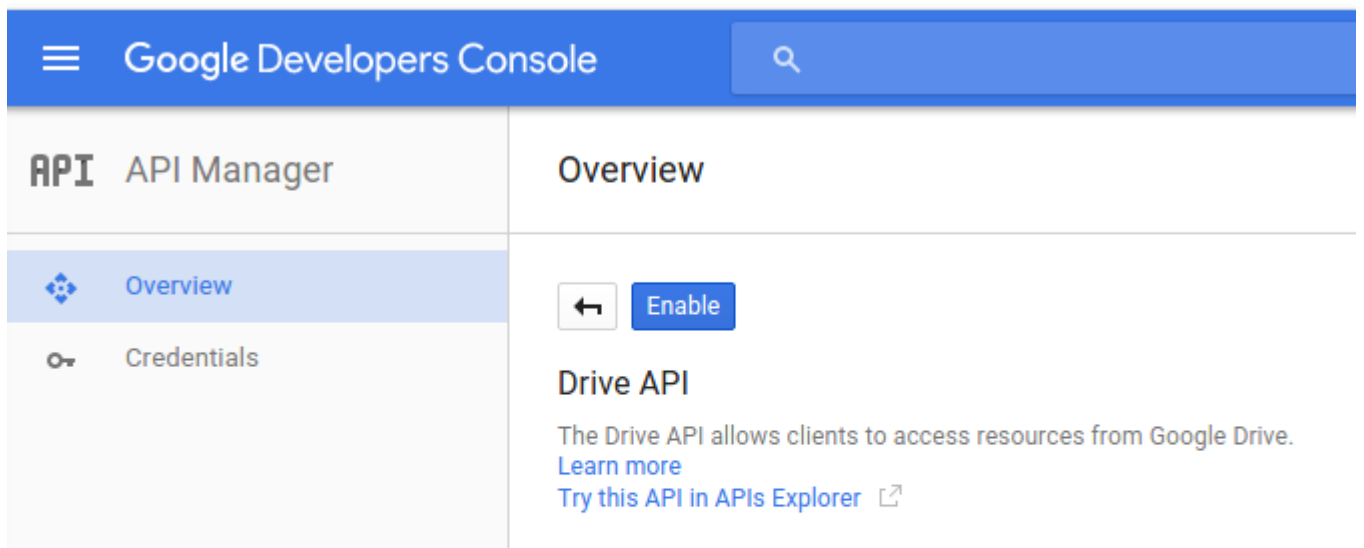 Google Developers Console
API API Manager
Overview
Overview
Credentials
Enable
Drive API
The Drive API allows clients to access resources from Google Drive.
Learn more
Try this API in APIs Explorer